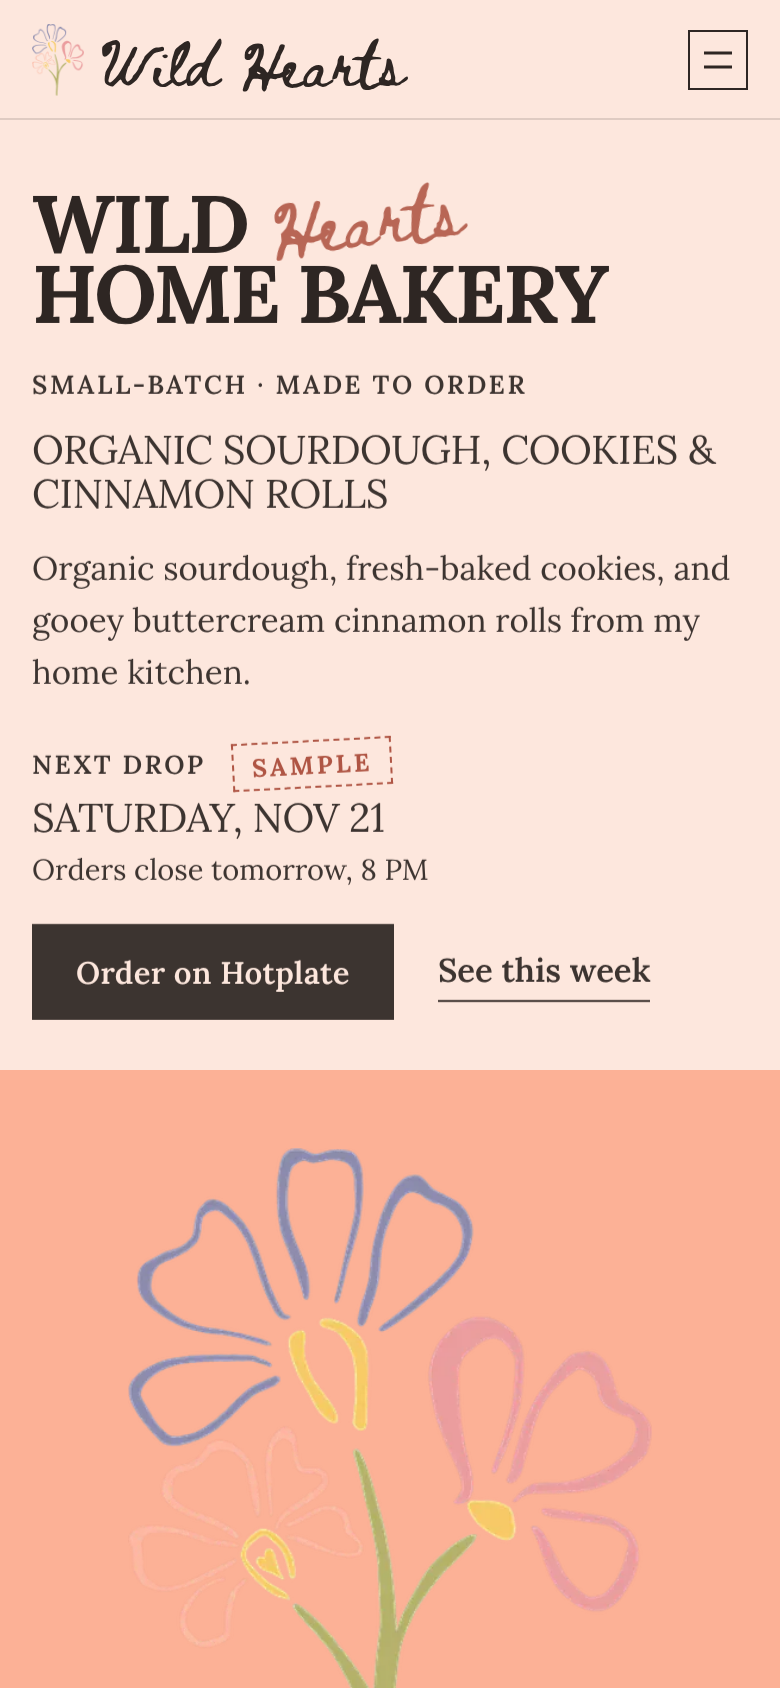 Wild Hearts
WILD Hearts
HOME BAKERY
SMALL-BATCH · MADE TO ORDER
ORGANIC SOURDOUGH, COOKIES &
CINNAMON ROLLS
Organic sourdough, fresh-baked cookies, and
gooey buttercream cinnamon rolls from my
home kitchen.
NEXT DROP SAMPLE
SATURDAY, NOV 21
Orders close tomorrow, 8 PM
Order on Hotplate See this week